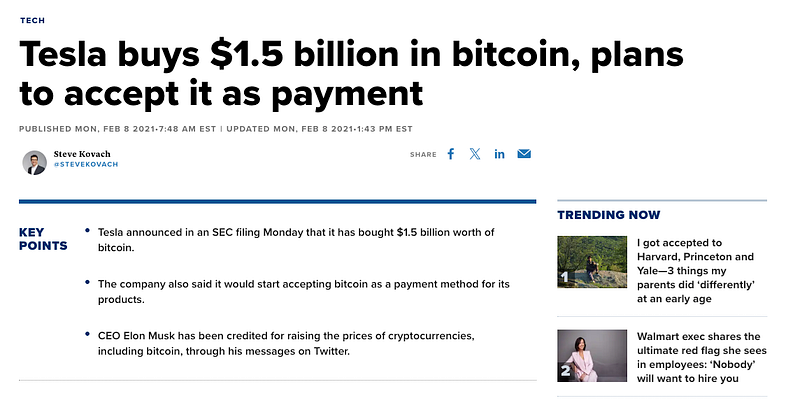 TECH
Tesla buys $1.5 billion in bitcoin, plans
to accept it as payment
PUBLISHED MON, FEB 8 2021•7:48 AM EST | UPDATED MON, FEB 8 2021•1:43 PM EST
Steve Kovach
@STEVEKOVACH
SHARE
KEY
POINTS
• Tesla announced in an SEC filing Monday that it has bought $1.5 billion worth of
bitcoin.
• The company also said it would start accepting bitcoin as a payment method for its
products.
• CEO Elon Musk has been credited for raising the prices of cryptocurrencies,
including bitcoin, through his messages on Twitter.
TRENDING NOW
1
I got accepted to
Harvard, Princeton and
Yale—3 things my
parents did ‘differently’
at an early age
2
Walmart exec shares the
ultimate red flag she sees
in employees: ‘Nobody’
will want to hire you